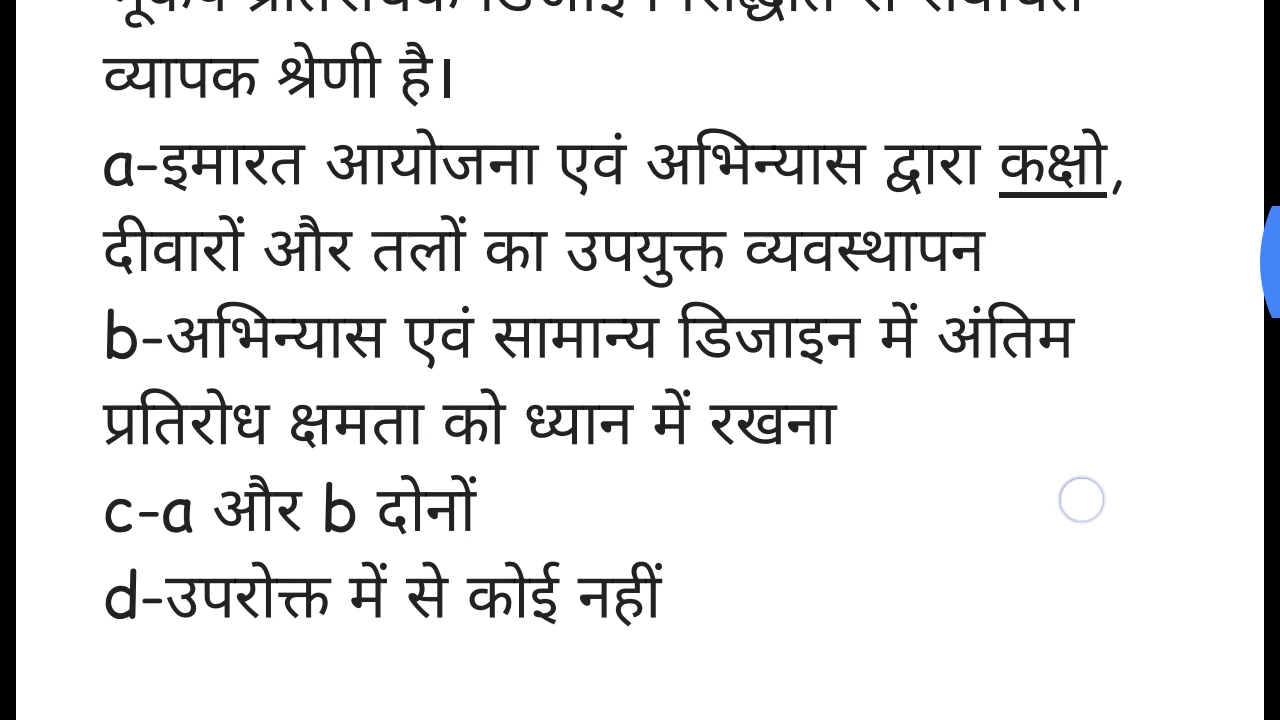 व्यापक श्रेणी है।
a-इमारत आयोजना एवं अभिन्यास द्वारा कक्षो,
दीवारों और तलों का उपयुक्त व्यवस्थापन
b-अभिन्यास एवं सामान्य डिजाइन में अंतिम
प्रतिरोध क्षमता को ध्यान में रखना
c-a और b दोनों
d-उपरोक्त में से कोई नहीं